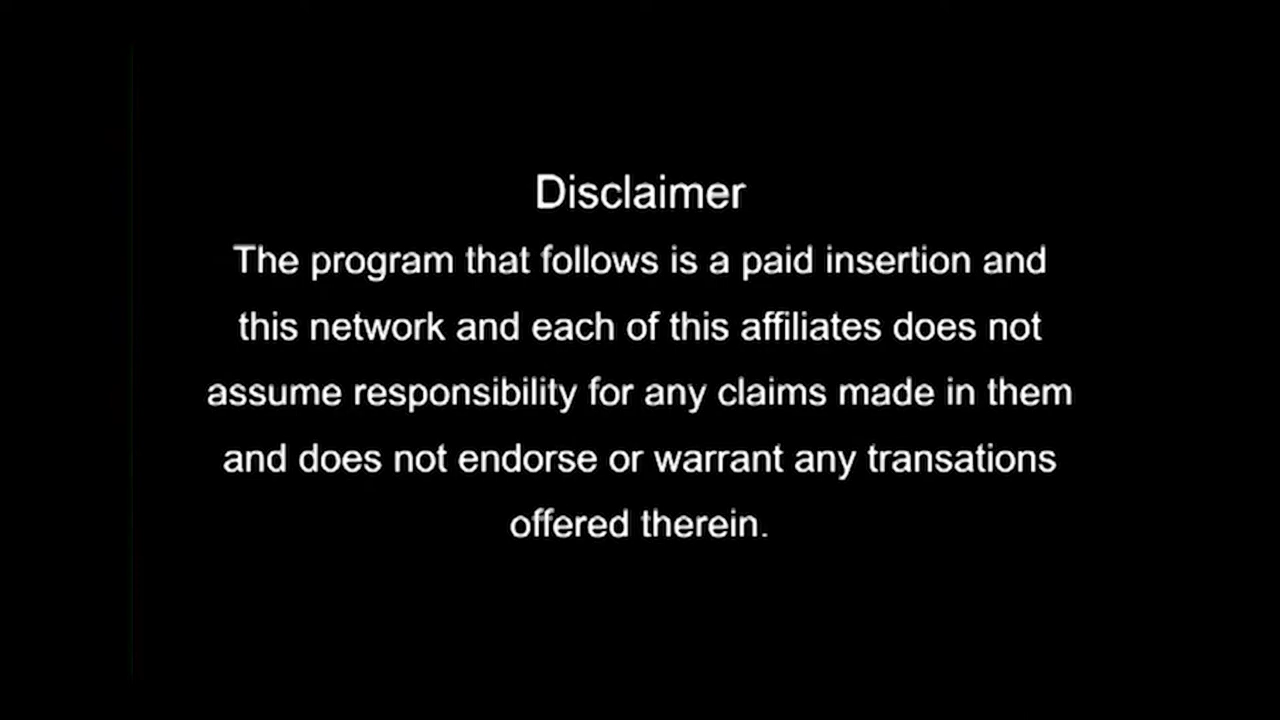 Disclaimer
The program that follows is a paid insertion and
this network and each of this affiliates does not
assume responsibility for any claims made in them
and does not endorse or warrant any transations
offered therein.